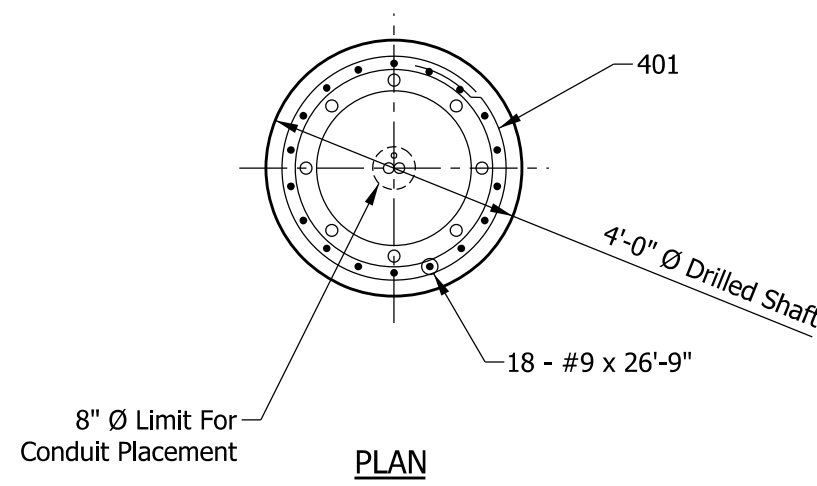 401
4'-0" Ø Drilled Shaft
18 - #9 x 26'-9"
8" Ø Limit For
Conduit Placement
PLAN